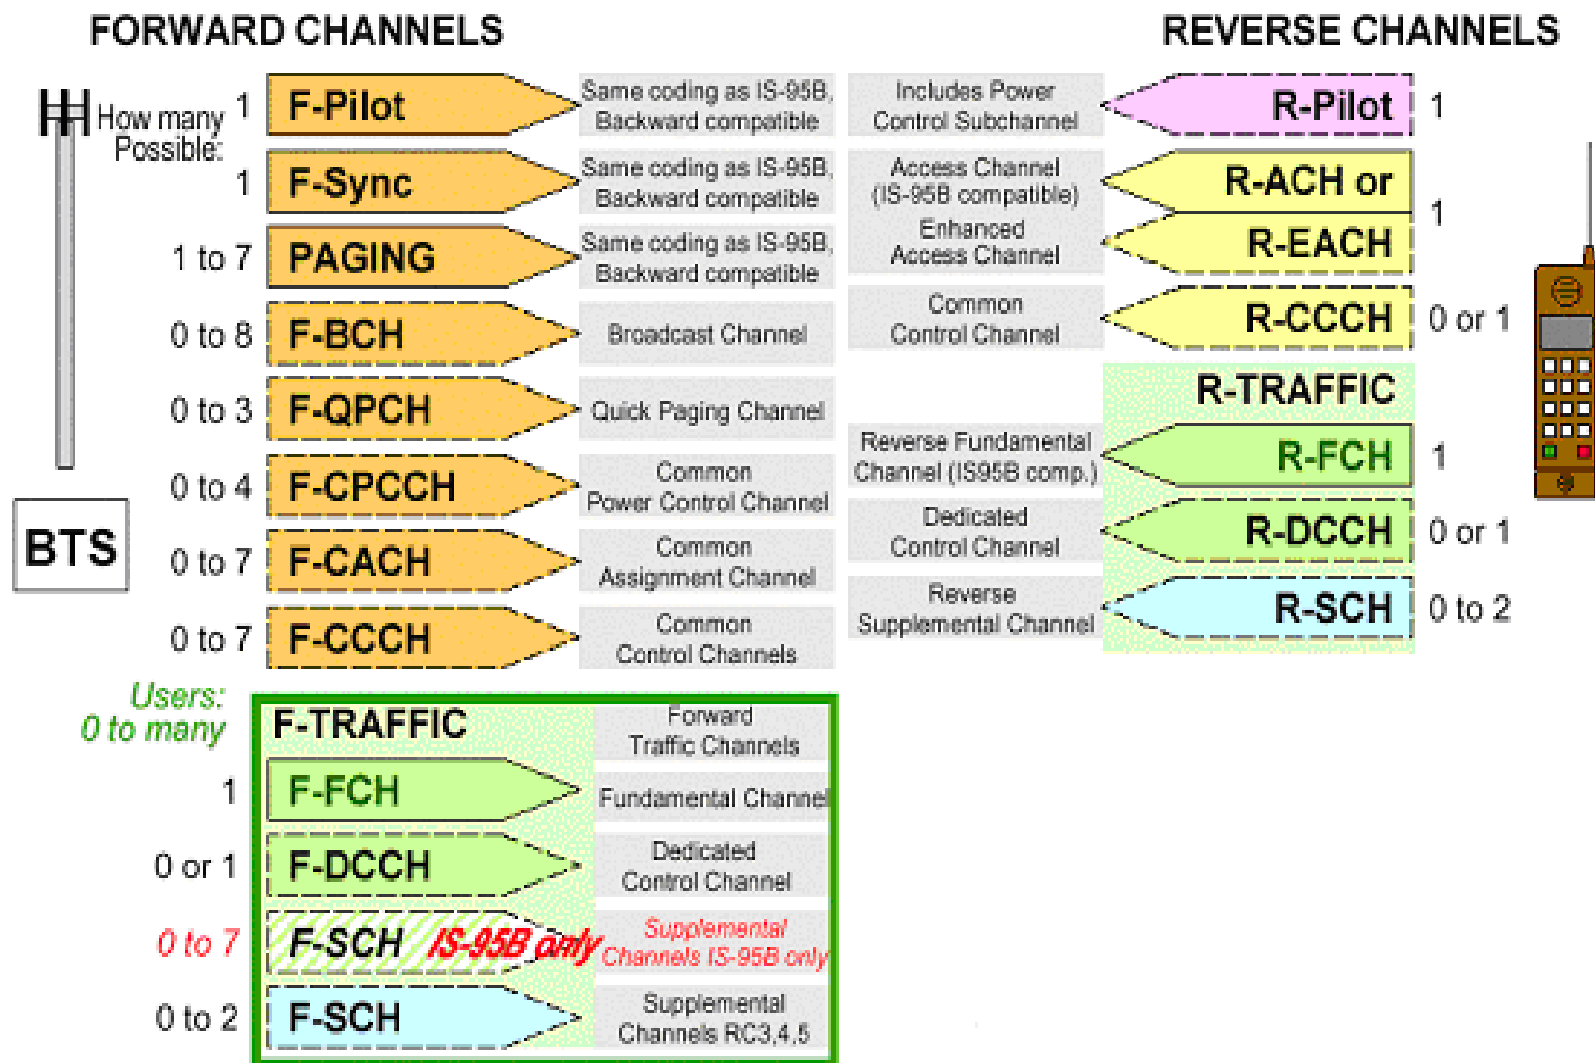 FORWARD CHANNELS
How many
Possible:
1
F-Pilot
Same coding as IS-95B,
Backward compatible
1
F-Sync
Same coding as IS-95B,
Backward compatible
1 to 7
PAGING
Same coding as IS-95B,
Backward compatible
0 to 8
F-BCH
Broadcast Channel
0 to 3
F-QPCH
Quick Paging Channel
0 to 4
F-CPCCH
Common
Power Control Channel
0 to 7
F-CACH
Common
Assignment Channel
0 to 7
F-CCCH
Common
Control Channels
BTS
Users:
0 to many
F-TRAFFIC
Forward
Traffic Channels
1
F-FCH
Fundamental Channel
0 or 1
F-DCCH
Dedicated
Control Channel
0 to 7
F-SCH IS-95B only
Supplemental
Channels IS-95B only
0 to 2
F-SCH
Supplemental
Channels RC3,4,5
REVERSE CHANNELS
Includes Power
Control Subchannel
R-Pilot
1
Access Channel
(IS-95B compatible)
R-ACH or
1
Enhanced
Access Channel
R-EACH
Common
Control Channel
R-CCCH
0 or 1
R-TRAFFIC
Reverse Fundamental
Channel (IS95B comp.)
R-FCH
1
Dedicated
Control Channel
R-DCCH
0 or 1
Reverse
Supplemental Channel
R-SCH
0 to 2